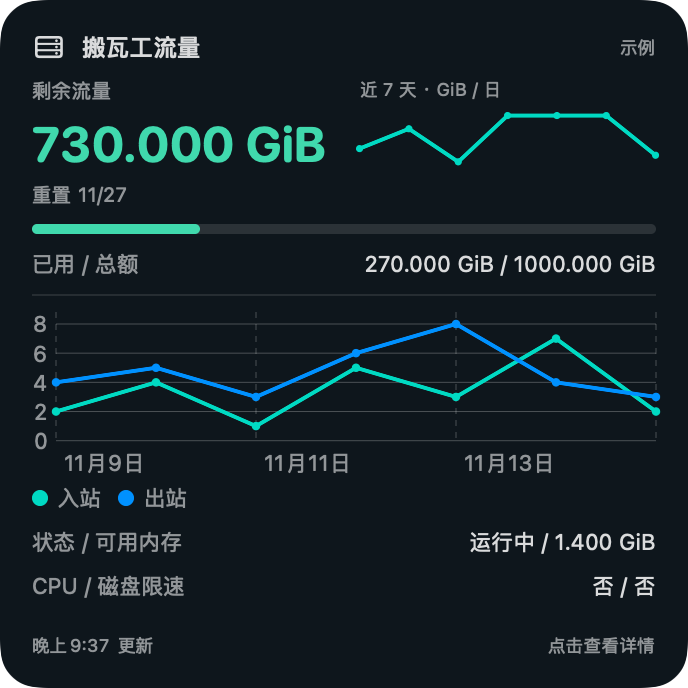 搬瓦工流量
示例
剩余流量
近 7 天 · GiB / 日
730.000 GiB
重置 11/27
已用 / 总额
270.000 GiB / 1000.000 GiB
8
6
4
2
0
11月9日
11月11日
11月13日
入站
出站
状态 / 可用内存
运行中 / 1.400 GiB
CPU / 磁盘限速
否 / 否
晚上 9:37 更新
点击查看详情